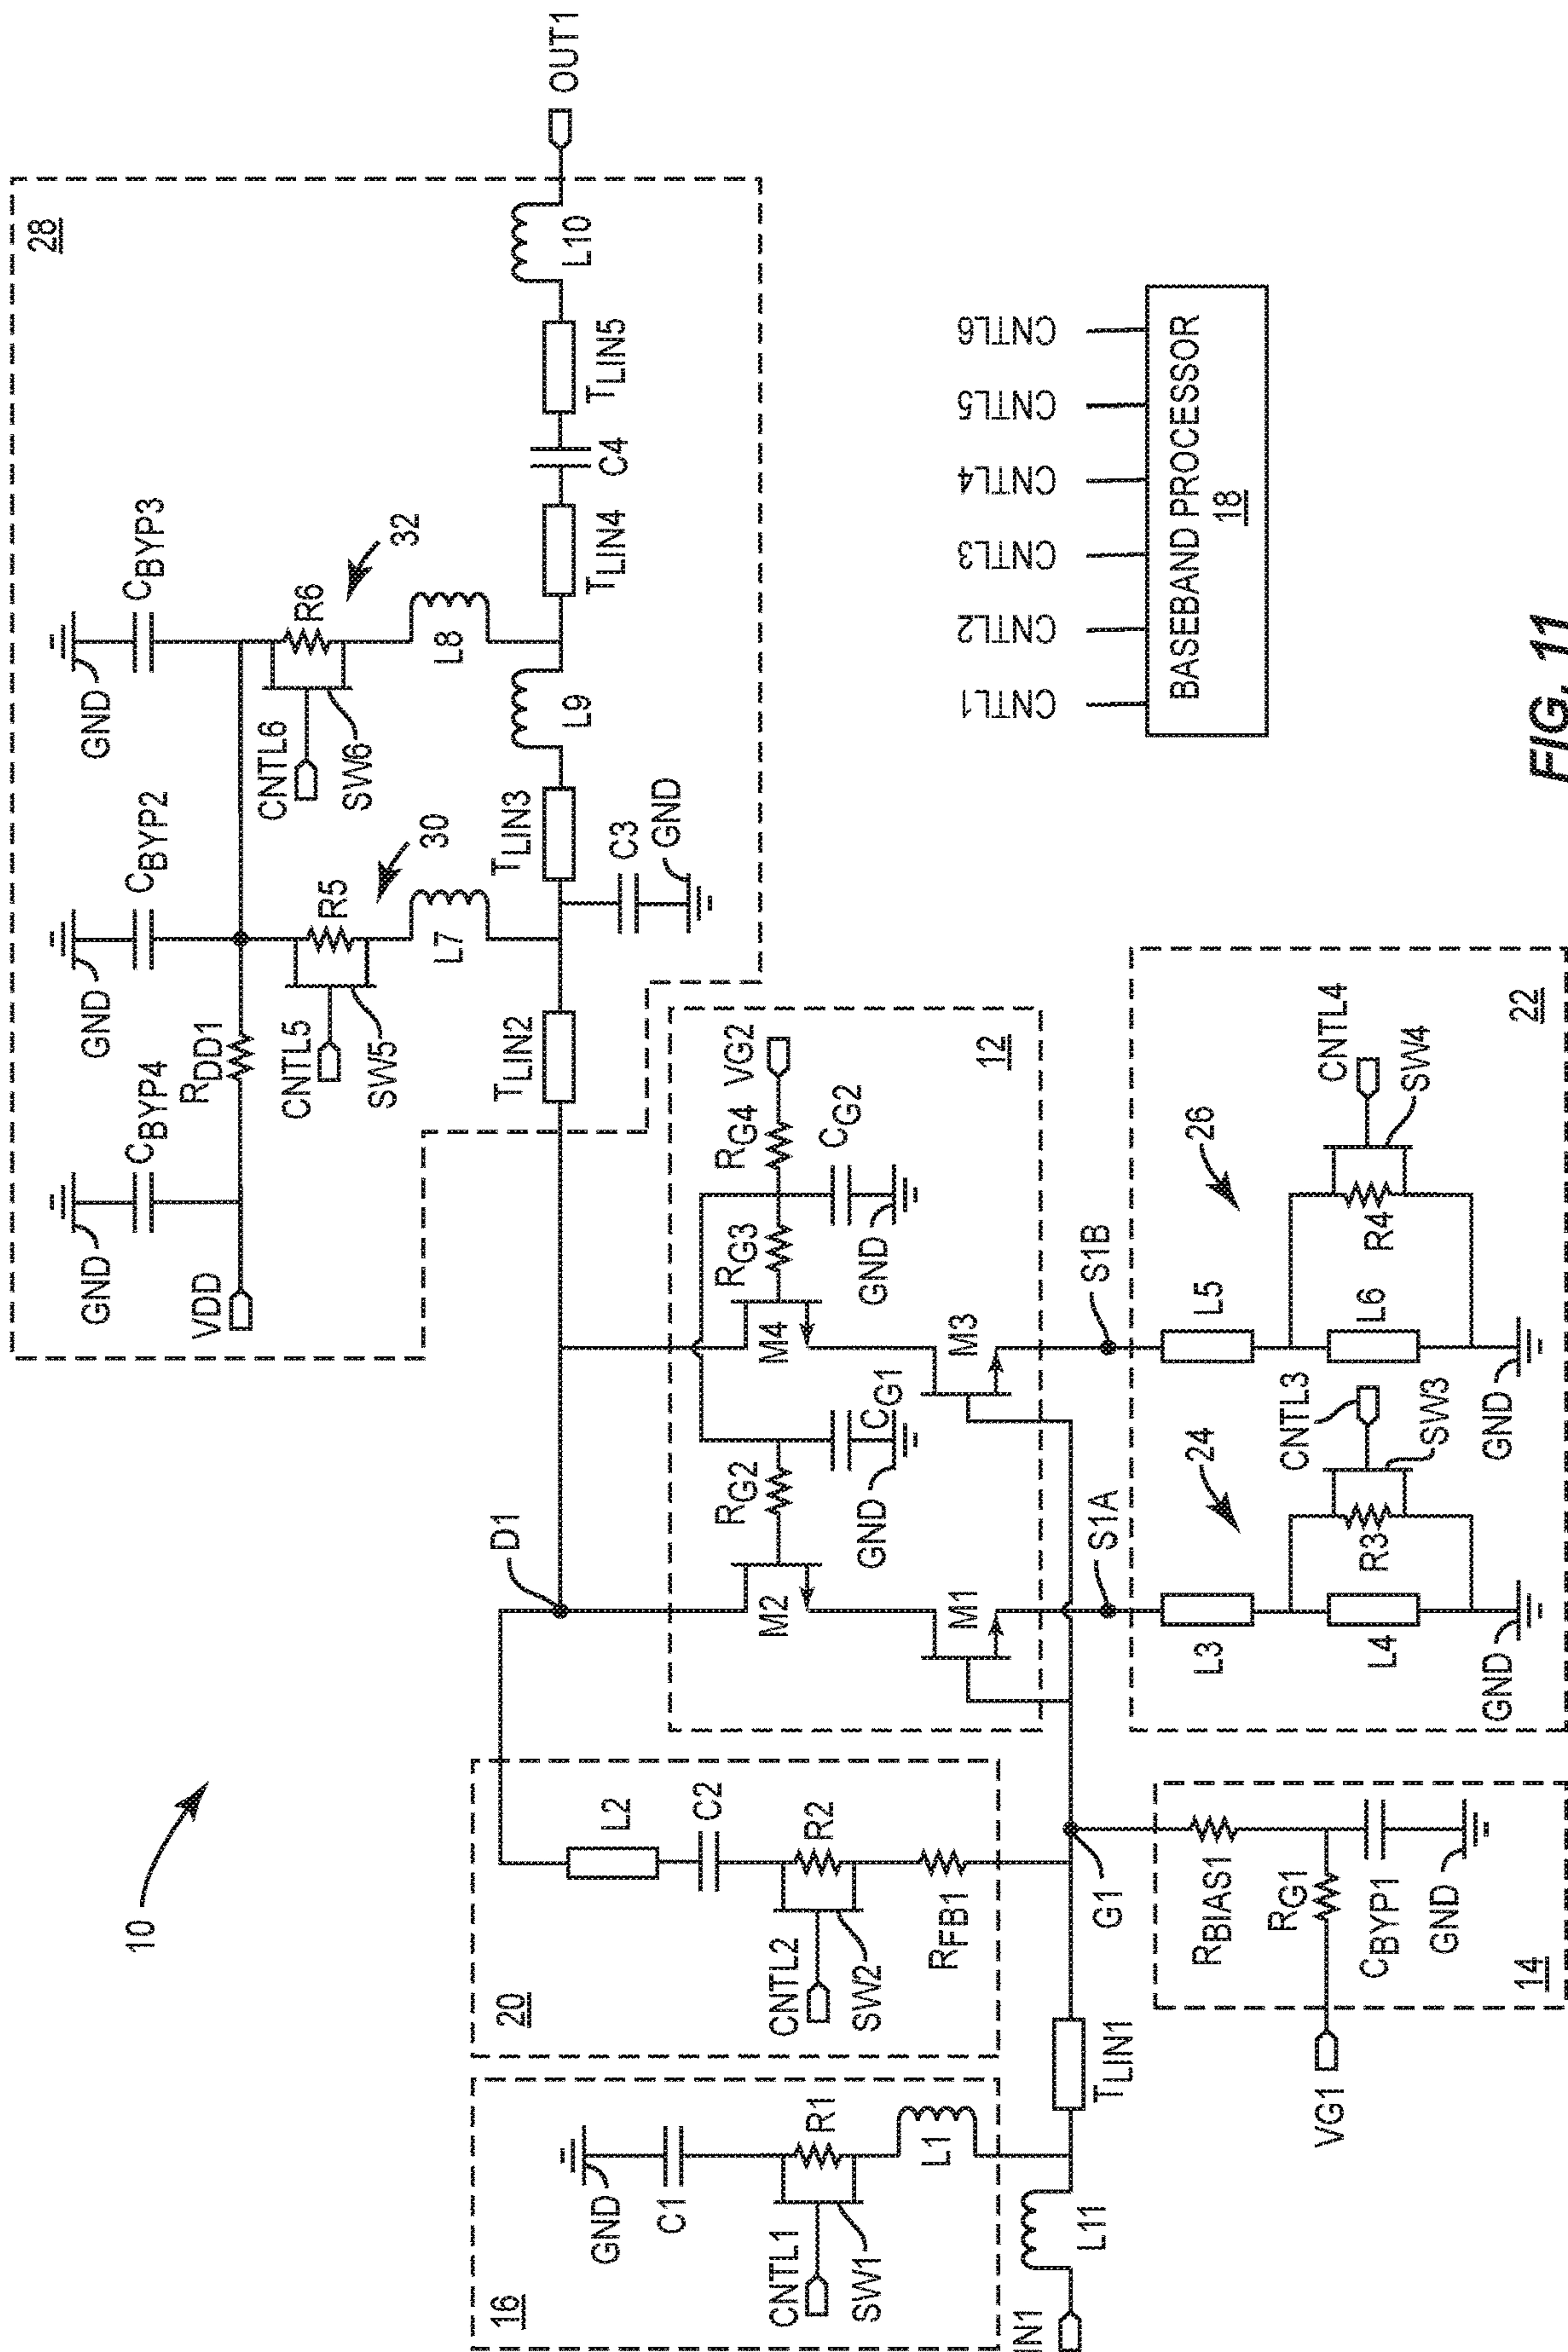 10
16
GND
C1
R1
CNTL1
SW1
L1
IN1
L11
TLIN1
20
L2
C2
R2
CNTL2
SW2
RFB1
G1
14
RBIAS1
RG1
CBYP1
GND
VG1
D1
12
M2
RG2
CG1
GND
M1
M4
RG3
RG4
VG2
CG2
GND
M3
S1A
S1B
22
24
L3
L4
R3
CNTL3
SW3
GND
26
L5
L6
R4
CNTL4
SW4
GND
28
GND
CBYP4
VDD
RDD1
GND
CBYP2
CNTL5
SW5
R5
30
L7
GND
CBYP3
CNTL6
SW6
R6
32
L8
TLIN2
TLIN3
C3
GND
L9
TLIN4
C4
TLIN5
L10
OUT1
CNTL1
CNTL2
CNTL3
CNTL4
CNTL5
CNTL6
BASEBAND PROCESSOR
18
FIG. 11